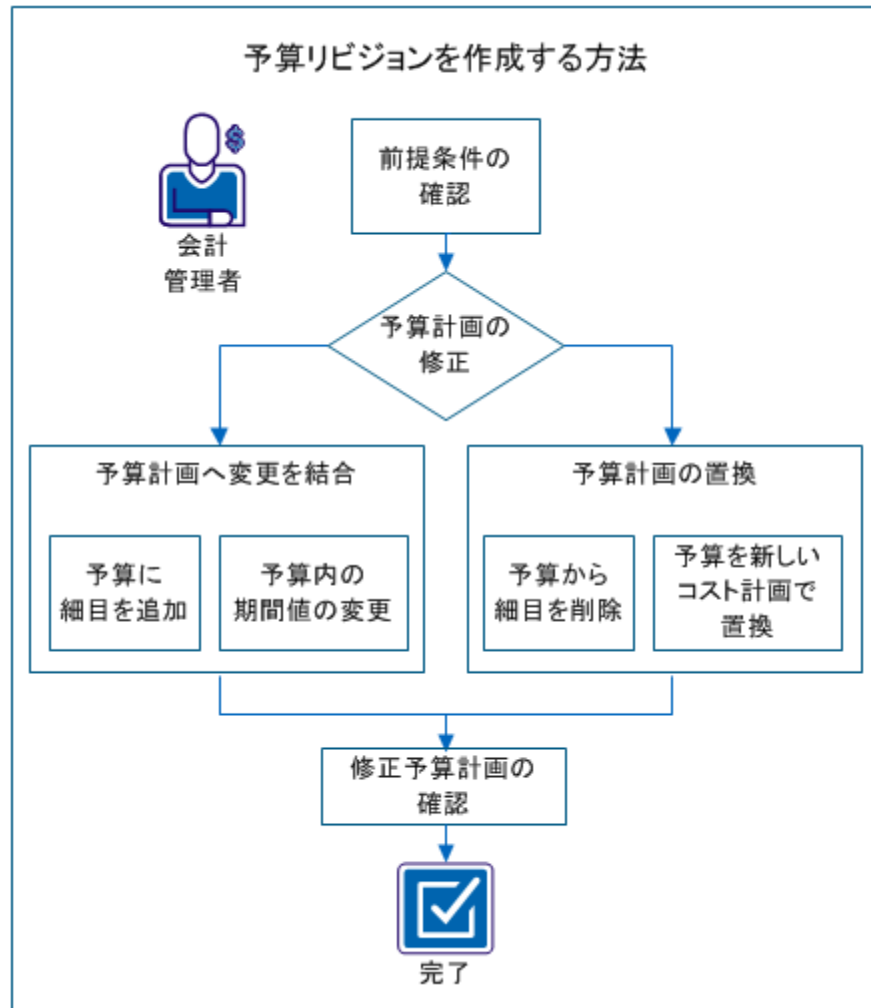 予算リビジョンを作成する方法
会計
管理者
前提条件の
確認
予算計画の
修正
予算計画へ変更を結合
予算に
細目を追加
予算内の
期間値の変更
予算計画の置換
予算から
細目を削除
予算を新しい
コスト計画で
置換
修正予算計画の
確認
完了